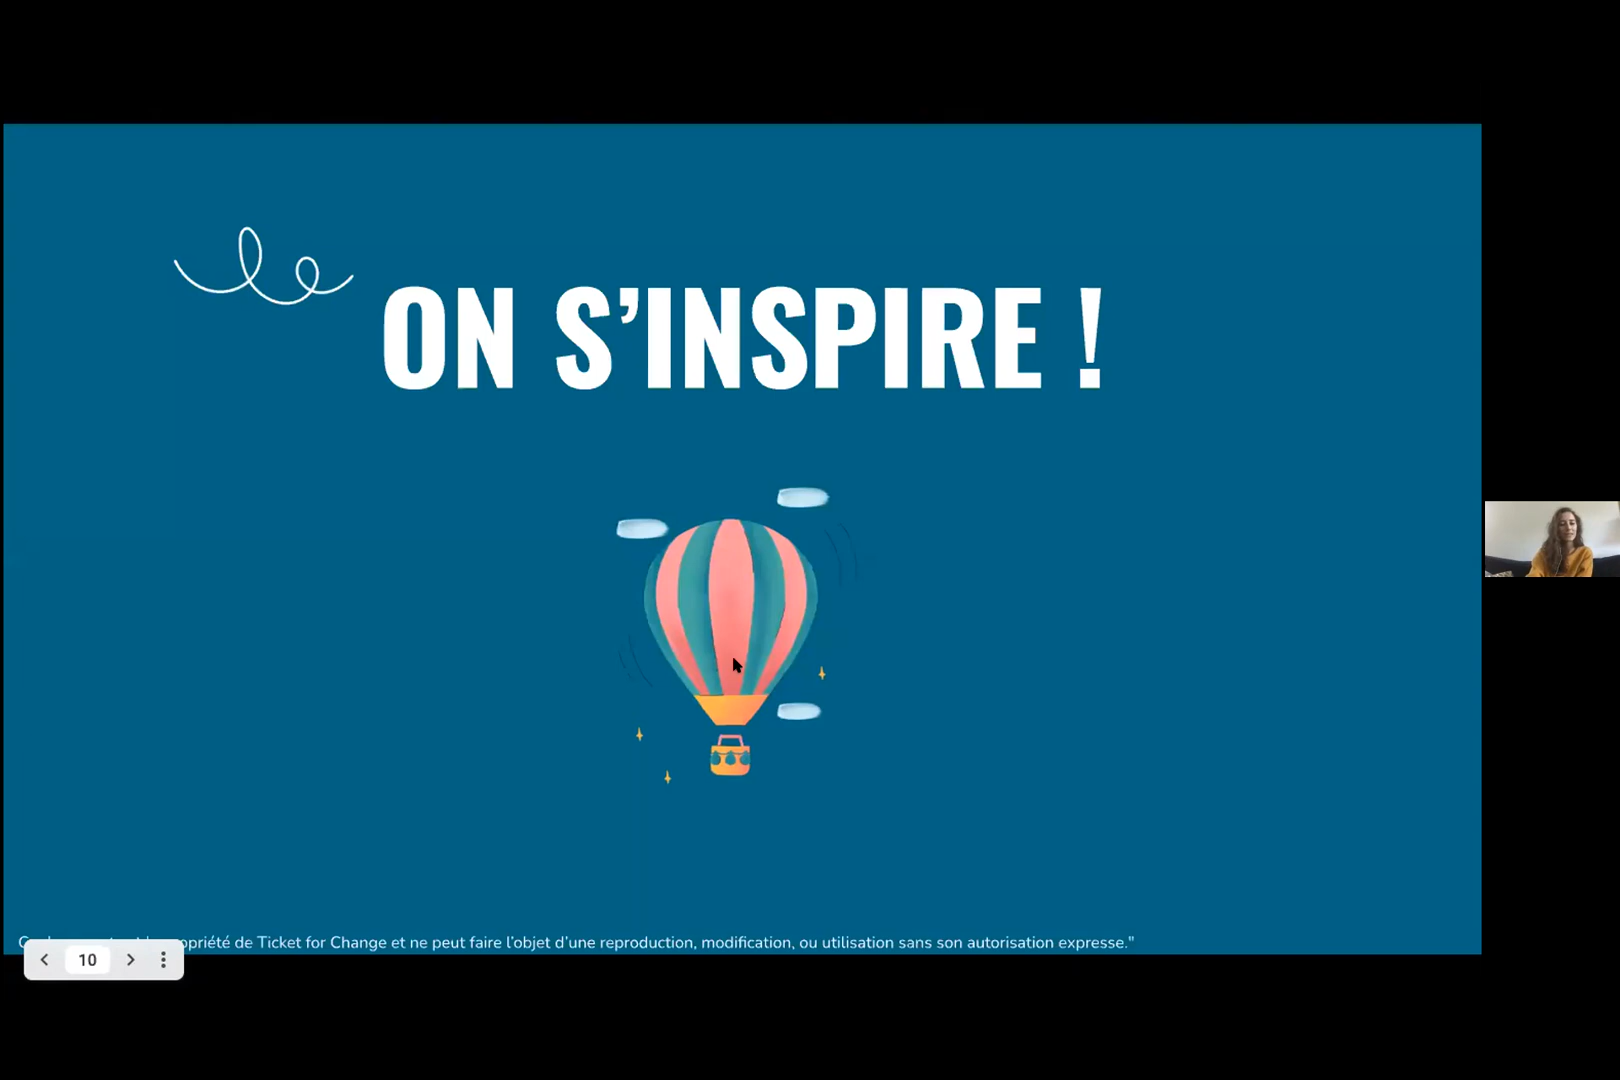 ON S’INSPIRE !
propriété de Ticket for Change et ne peut faire l’objet d’une reproduction, modification, ou utilisation sans son autorisation expresse."
10